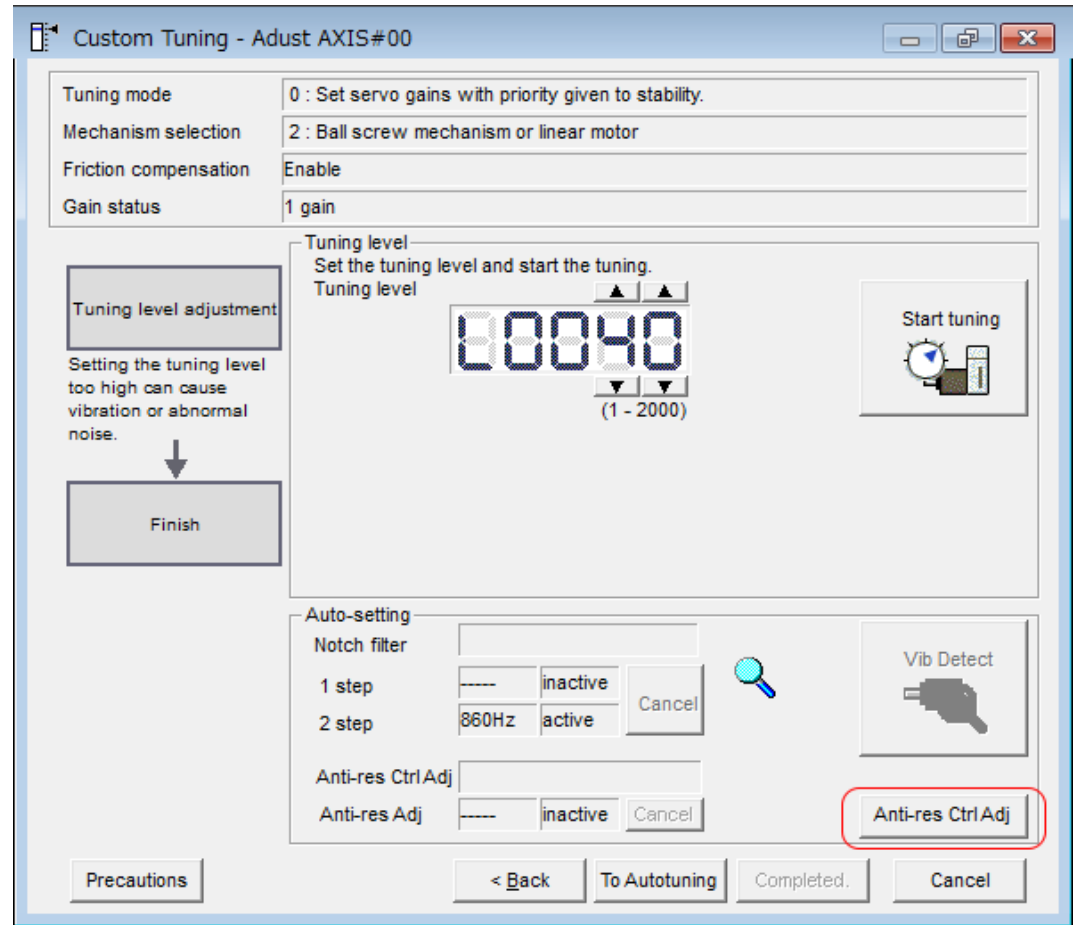 Custom Tuning - Adust AXIS#00
Tuning mode
0 : Set servo gains with priority given to stability.
Mechanism selection
2 : Ball screw mechanism or linear motor
Friction compensation
Enable
Gain status
1 gain
Tuning level adjustment
Setting the tuning level
too high can cause
vibration or abnormal
noise.
Finish
Tuning level
Set the tuning level and start the tuning.
Tuning level
L0040
(1 - 2000)
Start tuning
Auto-setting
Notch filter
1 step
-----
inactive
2 step
860Hz
active
Cancel
Vib Detect
Anti-res Ctrl Adj
Anti-res Adj
-----
inactive
Cancel
Anti-res Ctrl Adj
Precautions
< Back
To Autotuning
Completed.
Cancel